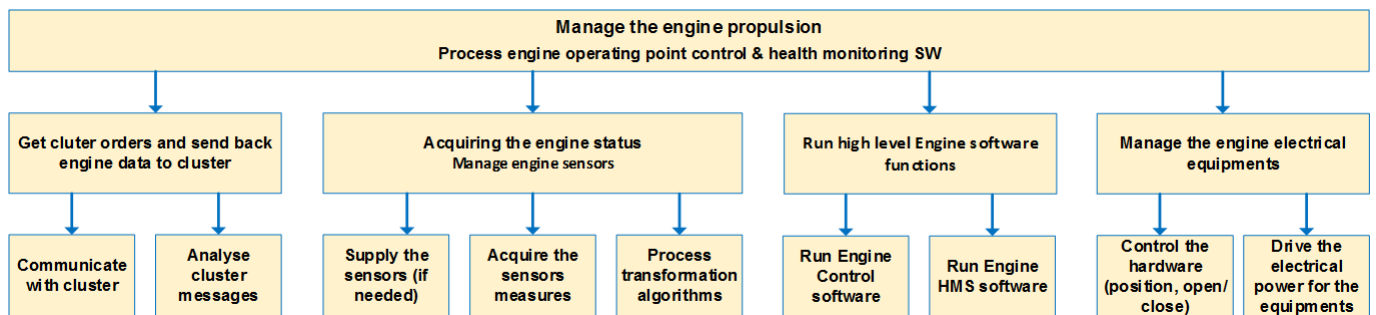 Manage the engine propulsion
Process engine operating point control & health monitoring SW
Get cluter orders and send back
engine data to cluster
Acquiring the engine status
Manage engine sensors
Run high level Engine software
functions
Manage the engine electrical
equipments
Communicate
with cluster
Analyse
cluster
messages
Supply the
sensors (if
needed)
Acquire the
sensors
measures
Process
transformation
algorithms
Run Engine
Control
software
Run Engine
HMS software
Control the
hardware
(position, open/
close)
Drive the
electrical
power for the
equipments